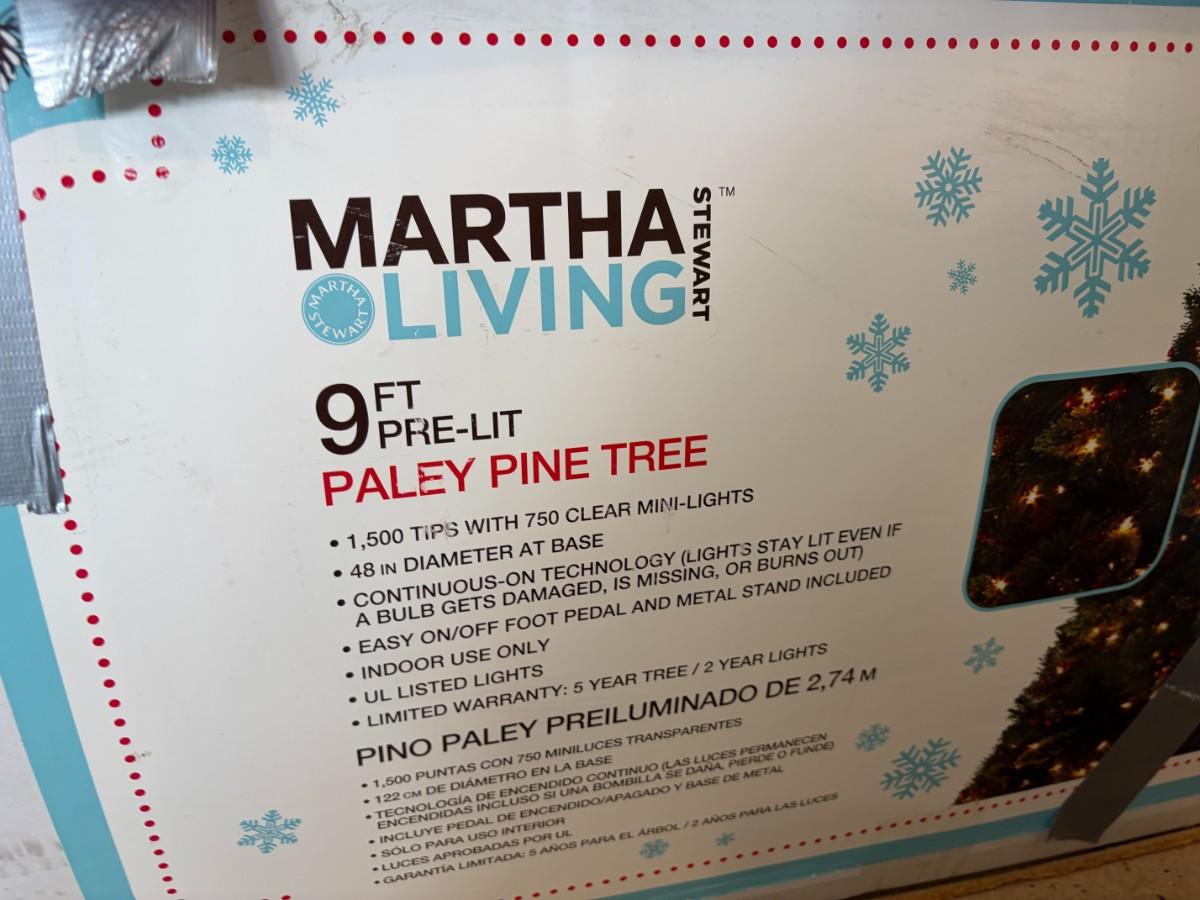 MARTHA
STEWART
™
LIVING
MARTHA
STEWART
9 FT
PRE-LIT
PALEY PINE TREE
• 1,500 TIPS WITH 750 CLEAR MINI-LIGHTS
• 48 IN DIAMETER AT BASE
• CONTINUOUS-ON TECHNOLOGY (LIGHTS STAY LIT EVEN IF
A BULB GETS DAMAGED, IS MISSING, OR BURNS OUT)
• EASY ON/OFF FOOT PEDAL AND METAL STAND INCLUDED
• INDOOR USE ONLY
• UL LISTED LIGHTS
• LIMITED WARRANTY: 5 YEAR TREE / 2 YEAR LIGHTS
PINO PALEY PREILUMINADO DE 2,74 M
• 1,500 PUNTAS CON 750 MINILUCES TRANSPARENTES
• 122 CM DE DIÁMETRO EN LA BASE
• TECNOLOGÍA DE ENCENDIDO CONTINUO (LAS LUCES PERMANECEN
ENCENDIDAS INCLUSO SI UNA BOMBILLA SE DAÑA, PIERDE O FUNDE)
• INCLUYE PEDAL DE ENCENDIDO/APAGADO Y BASE DE METAL
• SÓLO PARA USO INTERIOR
• LUCES APROBADAS POR UL
• GARANTÍA LIMITADA: 5 AÑOS PARA EL ÁRBOL / 2 AÑOS PARA LAS LUCES